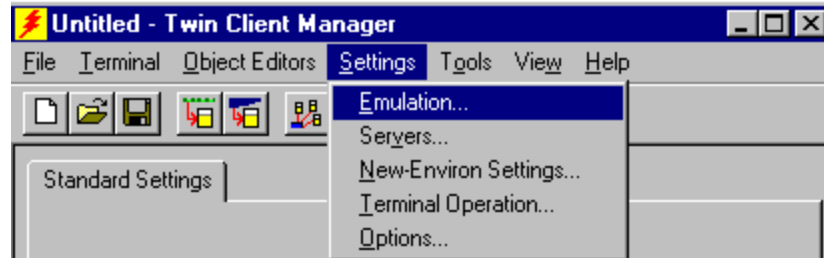 Untitled - Twin Client Manager
File Terminal Object Editors Settings Tools View Help
Emulation...
Servers...
New-Environ Settings...
Standard Settings
Terminal Operation...
Options...